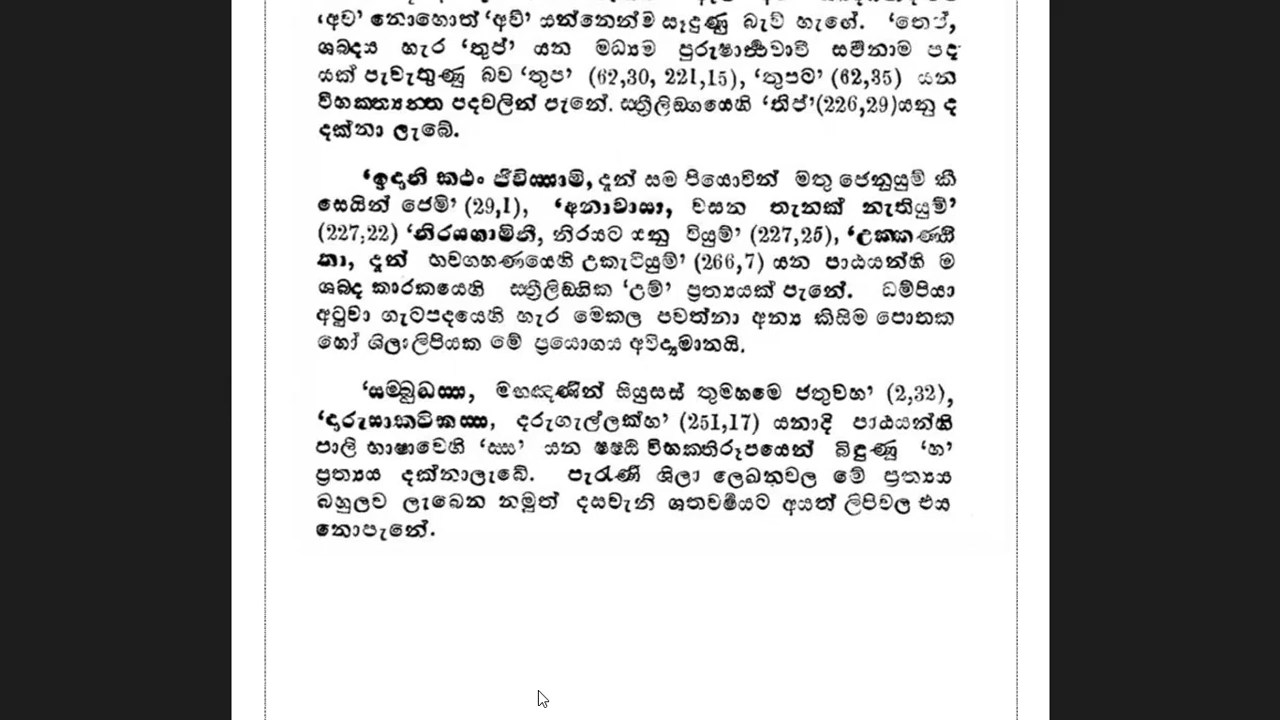 ‘අව’ නොහොත් ‘අව්’ යන්නෙන්ම සෑදුණු බැව් හැඟේ. ‘තෙප්,
ශබ්දය හැර ‘තුප්’ යන මධ්‍යම පුරුෂාර්ථවාචී සර්වනාම පද
යක් පැවැතුණු බව ‘තුප’ (62,30, 221,15), ‘තුපට’ (62,35) යන
විභක්ත්‍යන්ත පදවලින් පැනේ. ස්ත්‍රීලිඞ්ගයෙහි ‘තිප්’(226,29)යනු ද
දක්නා ලැබේ.
‘ඉදානි කථං ජීවිස්සාමි, දූන් සම පියොවින් මතු ජෙනුයුම් කී
සෙයින් ජෙමි’ (29,1), ‘අනාවාසා, වසන තැනක් නැතියුම්’
(227,22) ‘නිරයගාමිනී, නිරයට යනු වියුම්’ (227,25), ‘උක්කණ්ඨි
තා, දූන් භවගහණයෙහි උකැටියුම්’ (266,7) යන පාඨයන්හි ම
ශබ්ද කාරකයෙහි ස්ත්‍රීලිඞ්ගික ‘උම්’ ප්‍රත්‍යයක් පැනේ. ධම්පියා
අටුවා ගැටපදයෙහි හැර මෙකල පවත්නා අන්‍ය කිසිම පොතක
හෝ ශිලාලිපියක මේ ප්‍රයොගය අවිද්‍යමානයි.
‘සම්බුද්ධස්ස, මහඤණින් සියුසස් තුමහමෙ ජතුවහ’ (2,32),
‘දාරුසාකටිකස්ස, දරුගැල්ලක්හ’ (251,17) යනාදි පාඨයන්හි
පාලි භාෂාවෙහි ‘ස්ස’ යන ෂෂ්ඨී විභක්තිරූපයෙන් බිඳුණු ‘හ’
ප්‍රත්‍යය දක්නාලැබේ. පැරැණි ශිලා ලෙඛනවල මේ ප්‍රත්‍යය
බහුලව ලැබෙන නමුත් දසවැනි ශතවර්ෂයට අයත් ලිපිවල එය
නොපැනේ.